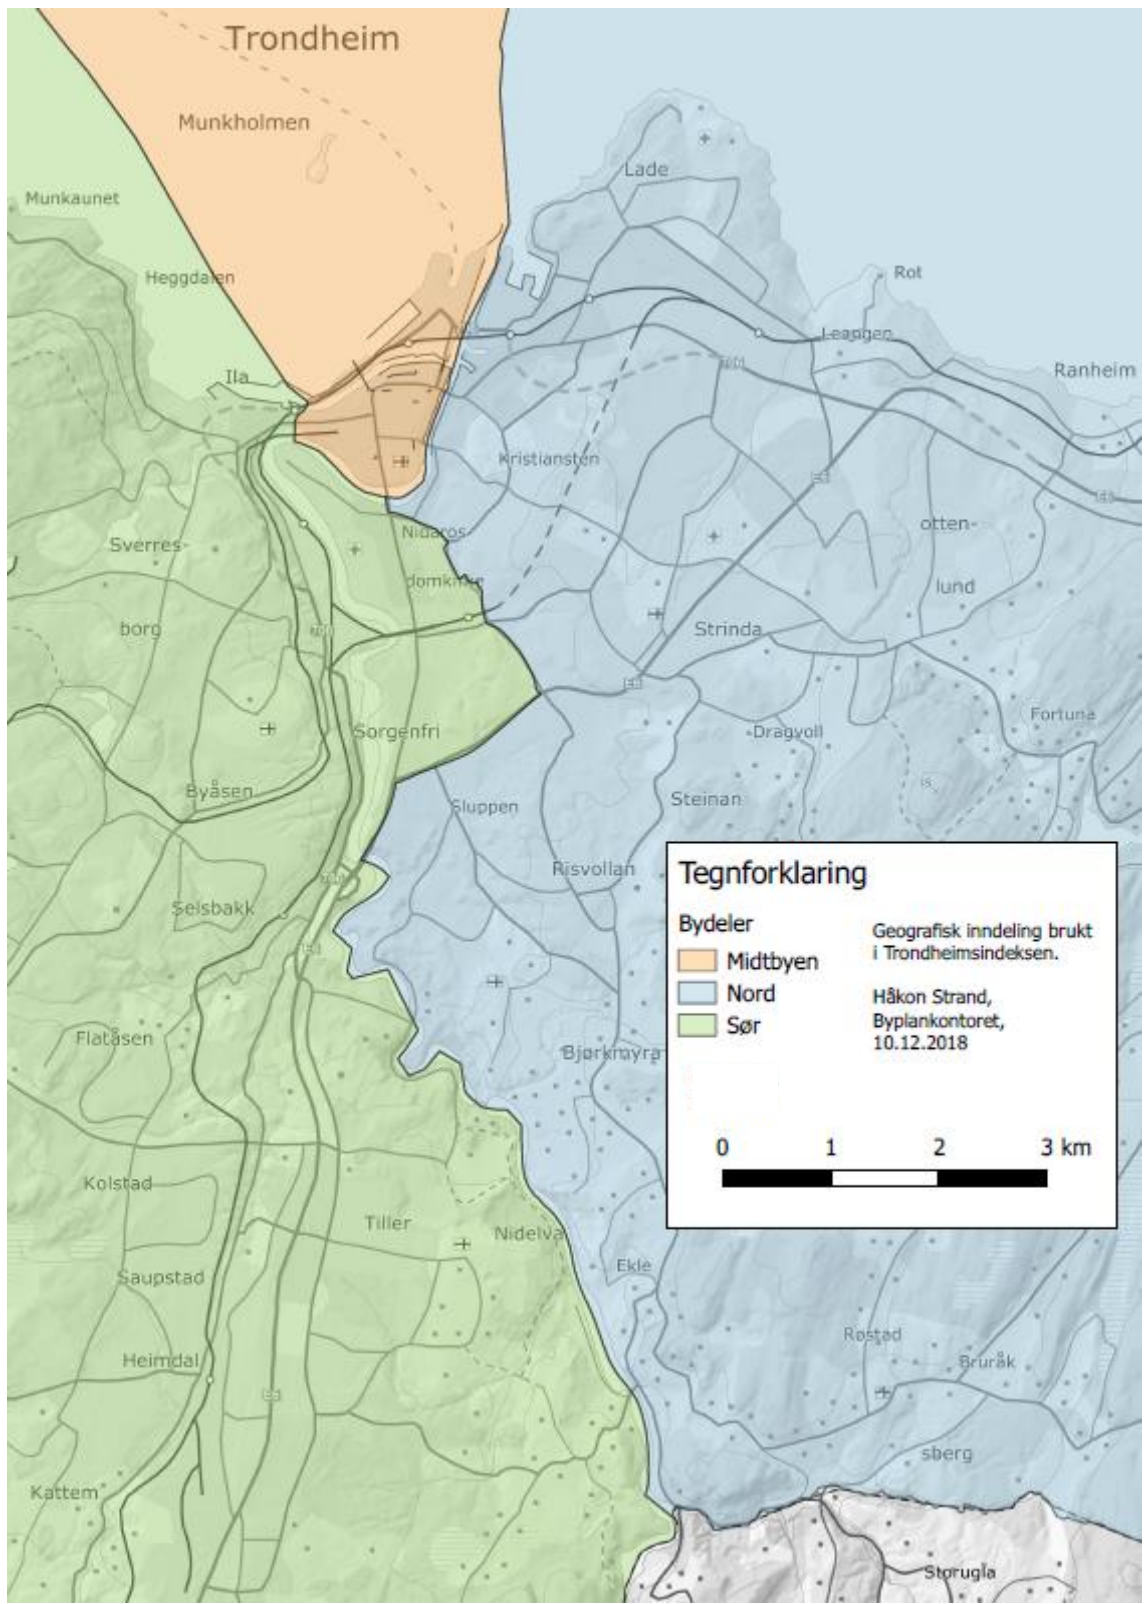 Trondheim
Munkholmen
Lade
Munkaunet
Heggdalen
Rot
Leangen
Ranheim
Ila
Kristiansten
Nidaros-
domkirke
Sverres-
borg
otten-
lund
Strinda
Sorgenfri
Dragvoll
Fortuna
Byåsen
Sluppen
Steinan
Risvollan
Selsbakk
Flatåsen
Bjørkmyra
Kolstad
Tiller
Nidelva
Saupstad
Ekle
Heimdal
Røstad
Bruråk
E6
sberg
Kattem
Storugla
Tegnforklaring
Bydeler
Midtbyen
Nord
Sør
Geografisk inndeling brukt
i Trondheimsindeksen.
Håkon Strand,
Byplankontoret,
10.12.2018
0 1 2 3 km